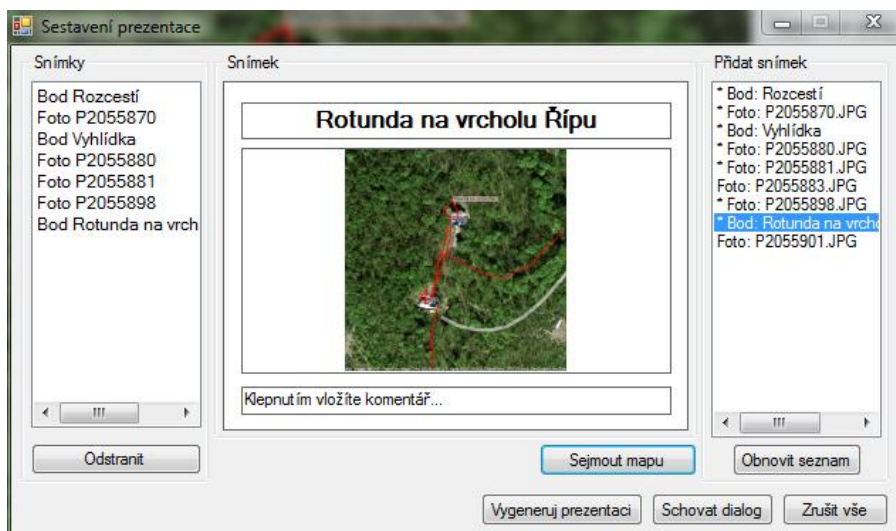 Sestavení prezentace
Snímky
Bod Rozcestí
Foto P2055870
Bod Vyhlídka
Foto P2055880
Foto P2055881
Foto P2055898
Bod Rotunda na vrch
Odstranit
Snímek
Rotunda na vrcholu Řípu
Klepnutím vložíte komentář...
Sejmout mapu
Přidat snímek
* Bod: Rozcestí
* Foto: P2055870.JPG
* Bod: Vyhlídka
* Foto: P2055880.JPG
* Foto: P2055881.JPG
Foto: P2055883.JPG
* Foto: P2055898.JPG
* Bod: Rotunda na vrcho
Foto: P2055901.JPG
Obnovit seznam
Vygeneruj prezentaci
Schovat dialog
Zrušit vše